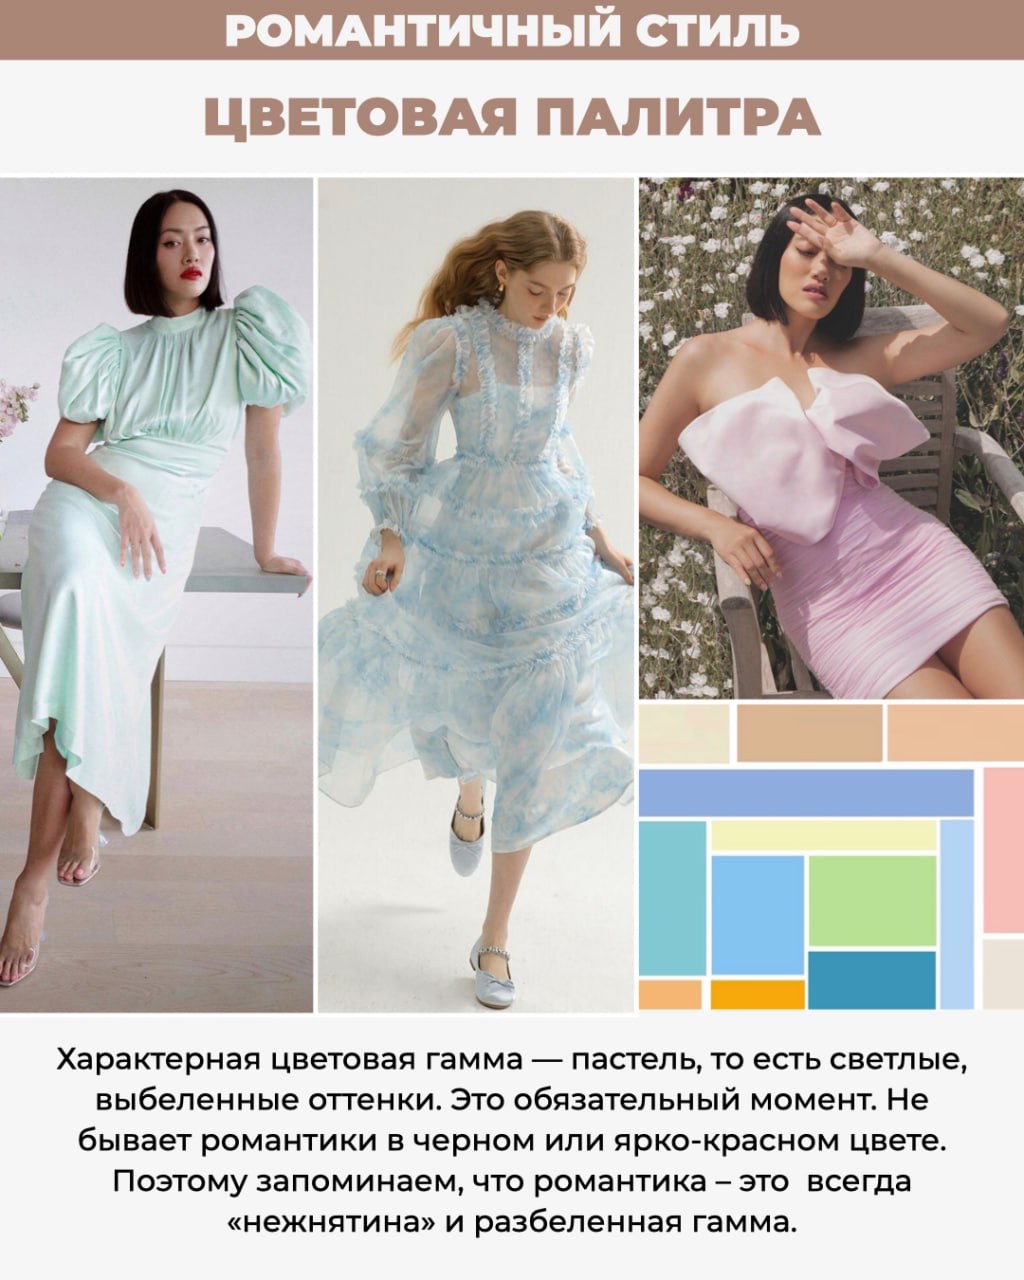 РОМАНТИЧНЫЙ СТИЛЬ
ЦВЕТОВАЯ ПАЛИТРА
Характерная цветовая гамма — пастель, то есть светлые,
выбеленные оттенки. Это обязательный момент. Не
бывает романтики в черном или ярко-красном цвете.
Поэтому запоминаем, что романтика – это  всегда
«нежнятина» и разбеленная гамма.